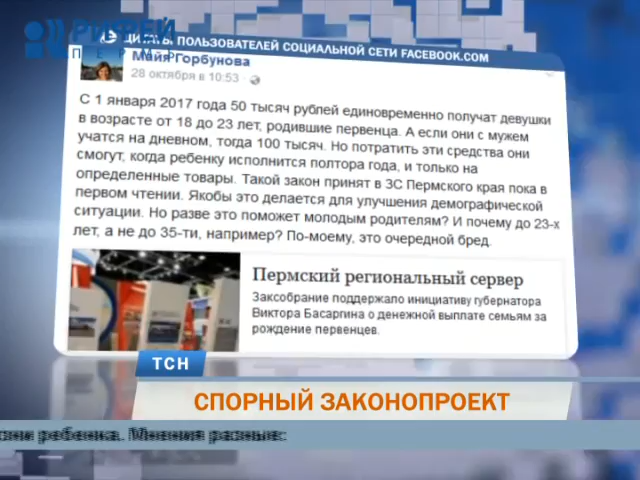 РИФЕЙ
ПЕРМЬ
ЦИТАТЫ ПОЛЬЗОВАТЕЛЕЙ СОЦИАЛЬНОЙ СЕТИ FACEBOOK.COM
Майя Горбунова
28 октября в 10:53
С 1 января 2017 года 50 тысяч рублей единовременно получат девушки
в возрасте от 18 до 23 лет, родившие первенца. А если они с мужем
учатся на дневном, тогда 100 тысяч. Но потратить эти средства они
смогут, когда ребенку исполнится полтора года, и только на
определенные товары. Такой закон принят в ЗС Пермского края пока в
первом чтении. Якобы это делается для улучшения демографической
ситуации. Но разве это поможет молодым родителям? И почему до 23-х
лет, а не до 35-ти, например? По-моему, это очередной бред.
Пермский региональный сервер
Заксобрание поддержало инициативу губернатора
Виктора Басаргина о денежной выплате семьям за
рождение первенцев.
ТСН
СПОРНЫЙ ЗАКОНОПРОЕКТ
ребенка. Мнения разные: